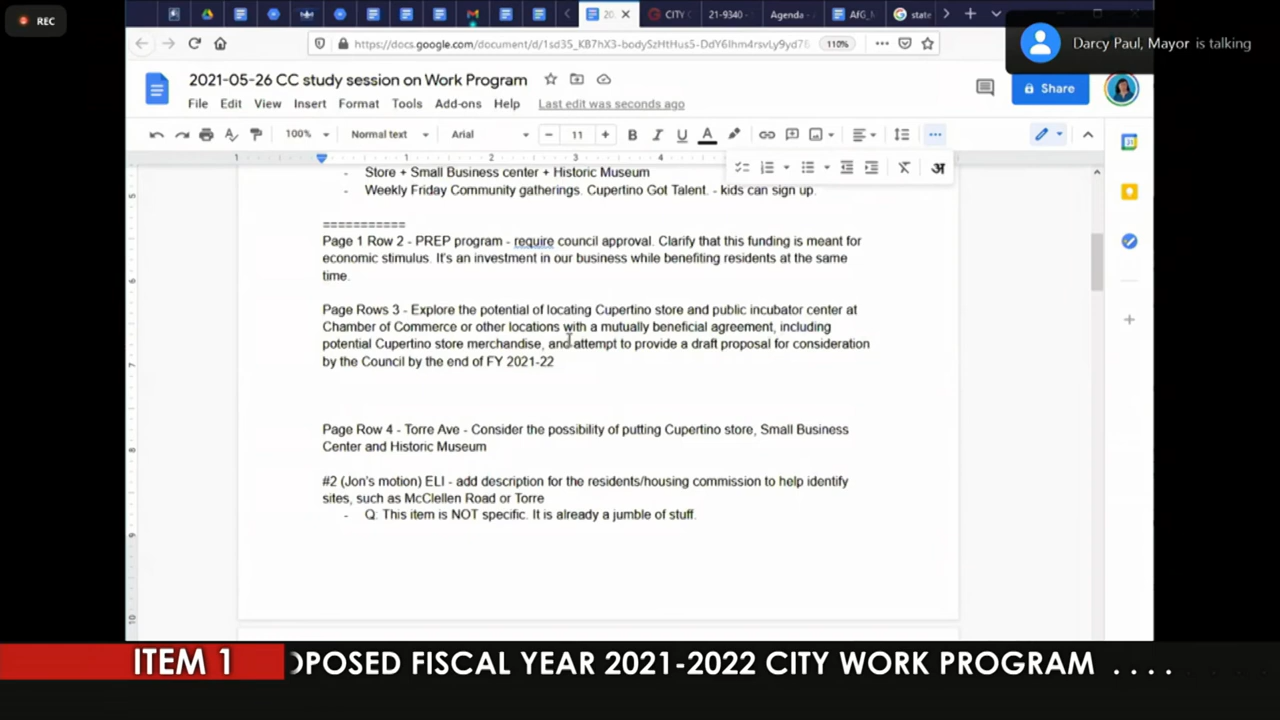 REC
20
CITY C
21-9340 -
Agenda -
AfG_M
state
Darcy Paul, Mayor is talking
https://docs.google.com/document/d/1sd35_KB7hX3-bodySzHtHus5-DdY6Ihm4rsvLy9yd76
110%
2021-05-26 CC study session on Work Program
File Edit View Insert Format Tools Add-ons Help Last edit was seconds ago
Share
100% Normal text Arial - 11 + B I U A
1 1 2 3 4
- Store + Small Business center + Historic Museum
- Weekly Friday Community gatherings. Cupertino Got Talent. - kids can sign up.
===========
Page 1 Row 2 - PREP program - require council approval. Clarify that this funding is meant for
economic stimulus. It's an investment in our business while benefiting residents at the same
time.
Page Rows 3 - Explore the potential of locating Cupertino store and public incubator center at
Chamber of Commerce or other locations with a mutually beneficial agreement, including
potential Cupertino store merchandise, and attempt to provide a draft proposal for consideration
by the Council by the end of FY 2021-22
Page Row 4 - Torre Ave - Consider the possibility of putting Cupertino store, Small Business
Center and Historic Museum
#2 (Jon's motion) ELI - add description for the residents/housing commission to help identify
sites, such as McClellen Road or Torre
- Q: This item is NOT specific. It is already a jumble of stuff.
ITEM 1 OPOSED FISCAL YEAR 2021-2022 CITY WORK PROGRAM . . . .